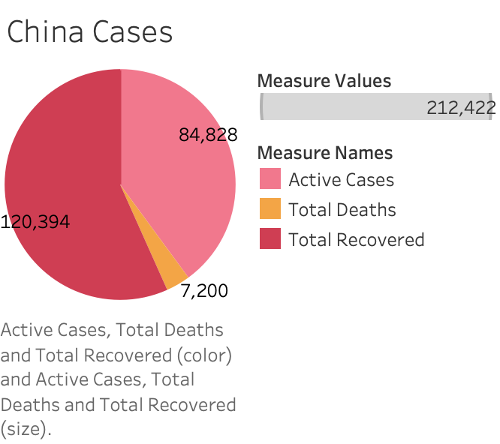 China Cases
Measure Values
212,422
84,828
Measure Names
Active Cases
Total Deaths
120,394
Total Recovered
7,200
Active Cases, Total Deaths
and Total Recovered (color)
and Active Cases, Total
Deaths and Total Recovered
(size).